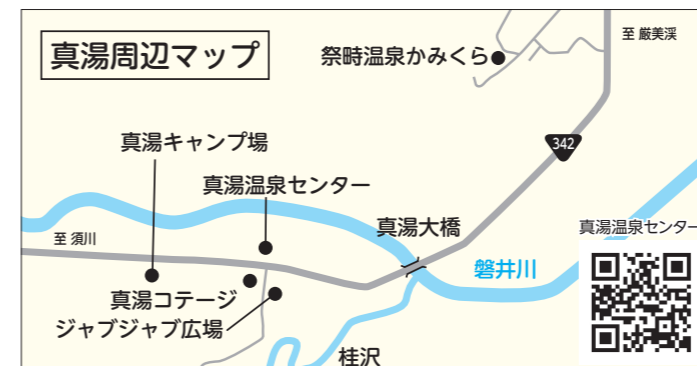 真湯周辺マップ
祭畤温泉かみくら
至 厳美渓
342
真湯キャンプ場
真湯温泉センター
真湯大橋
真湯温泉センター
至 須川
磐井川
真湯コテージ
ジャブジャブ広場
桂沢